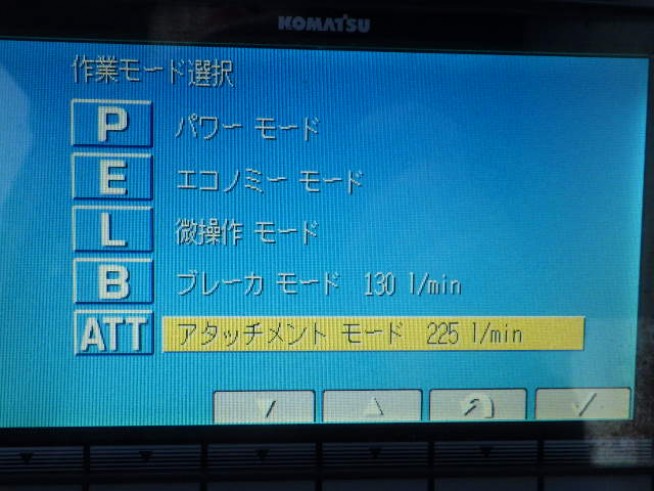 KOMATSU
作業モード選択
P パワー モード
E エコノミー モード
L 微操作 モード
B ブレーカ モード 130 l/min
ATT アタッチメント モード 225 l/min